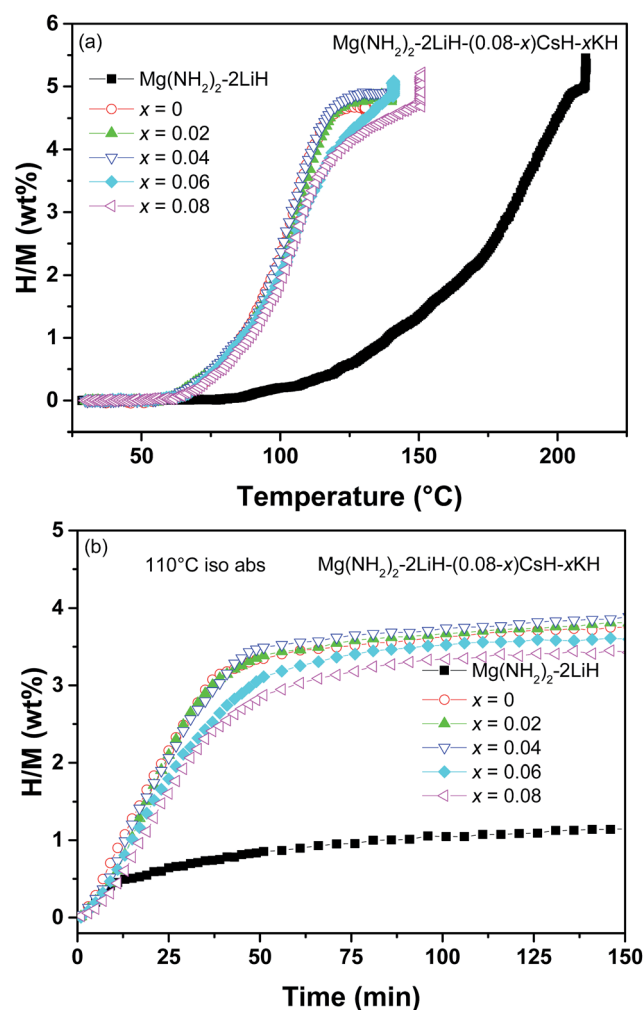 (a)
Mg(NH₂)₂-2LiH-(0.08-x)CsH-xKH
Mg(NH₂)₂-2LiH
x = 0
x = 0.02
x = 0.04
x = 0.06
x = 0.08
H/M (wt%)
6
5
4
3
2
1
0
50 100 150 200
Temperature (°C)
(b)
110°C iso abs Mg(NH₂)₂-2LiH-(0.08-x)CsH-xKH
Mg(NH₂)₂-2LiH
x = 0
x = 0.02
x = 0.04
x = 0.06
x = 0.08
H/M (wt%)
5
4
3
2
1
0
0 25 50 75 100 125 150
Time (min)